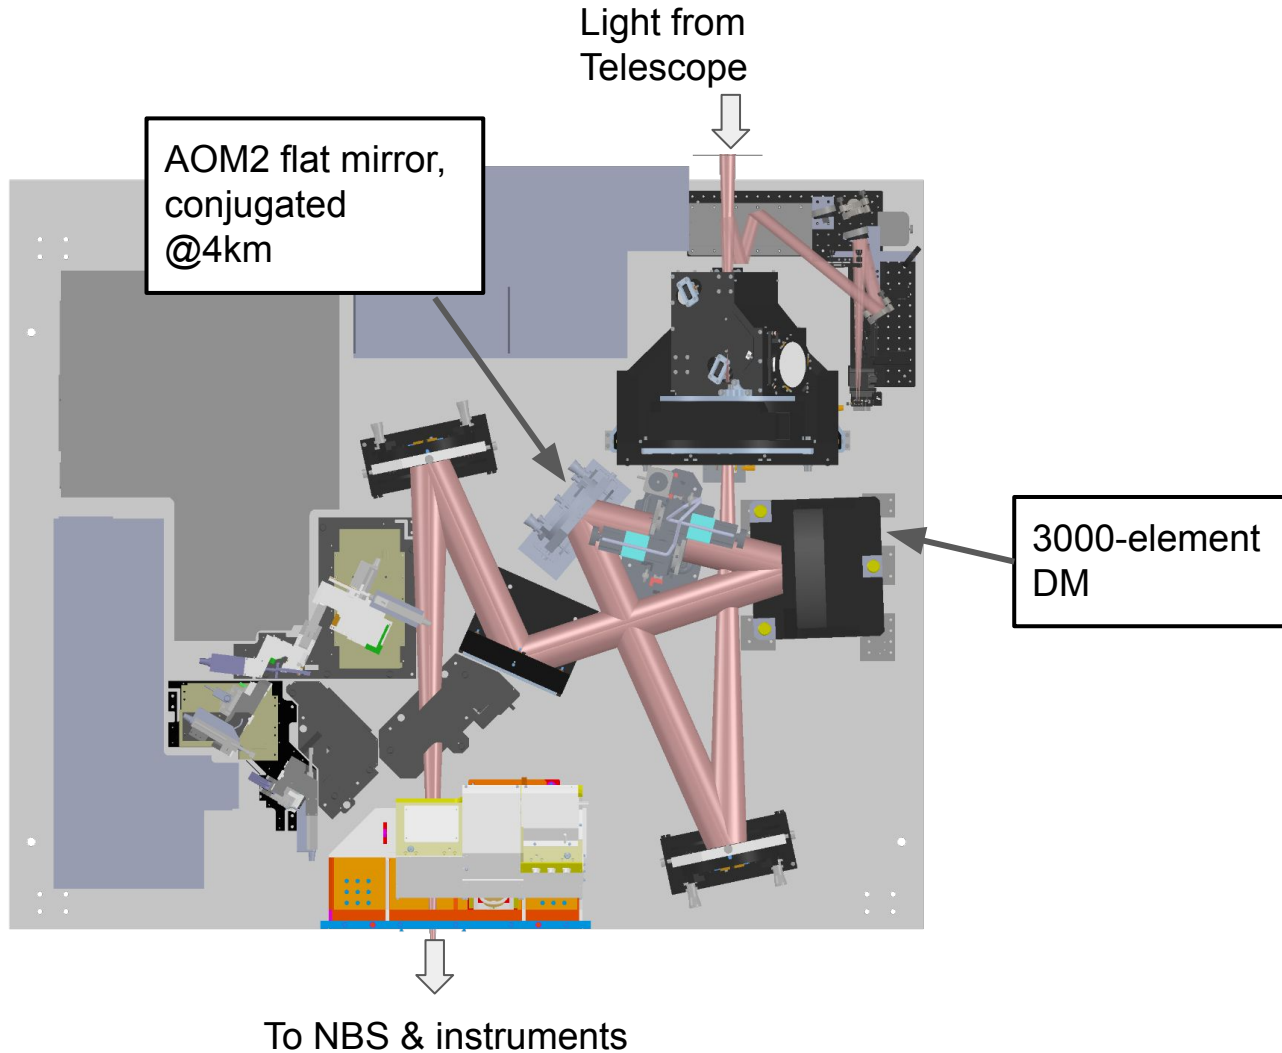 Light from
Telescope
AOM2 flat mirror,
conjugated
@4km
3000-element
DM
To NBS & instruments